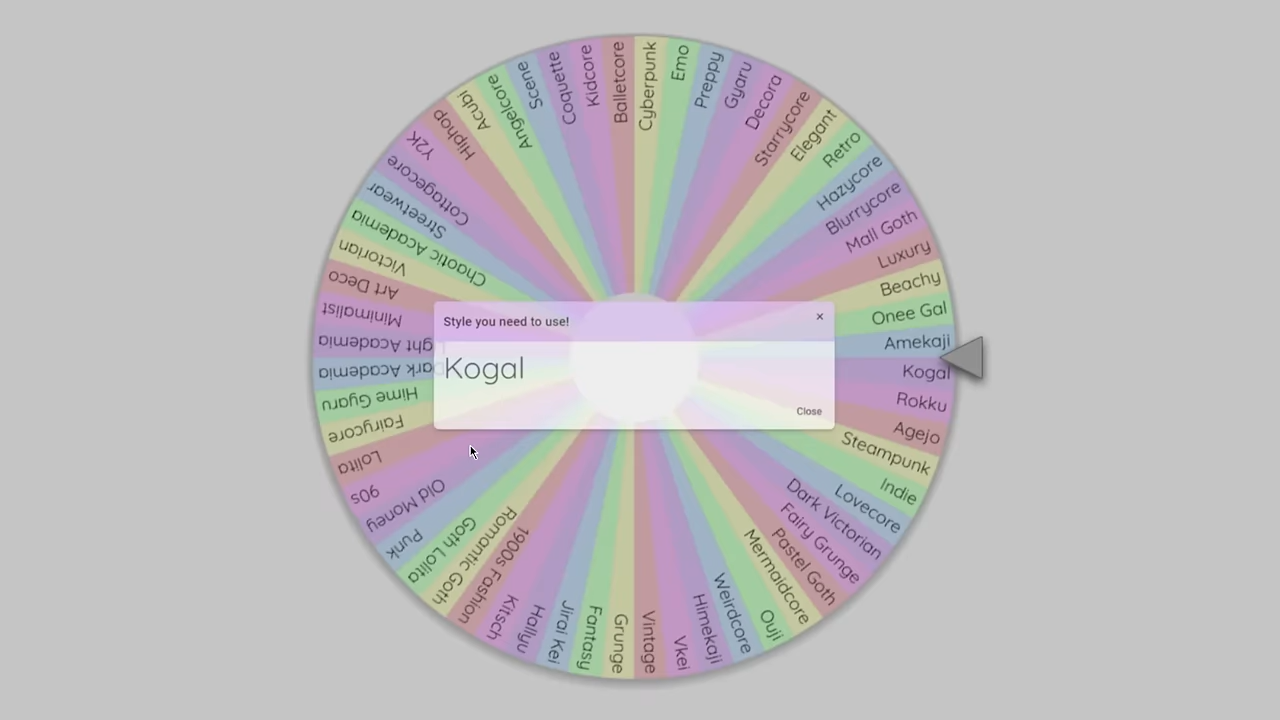 Cyberpunk
Emo
Preppy
Gyaru
Decora
Starrycore
Elegant
Retro
Hazycore
Blurrycore
Mall Goth
Luxury
Beachy
Onee Gal
Amekaji
Kogal
Rokku
Agejo
Steampunk
Indie
Lovecore
Dark Victorian
Fairy Grunge
Pastel Goth
Mermaidcore
Ouji
Weirdcore
Himekaji
Vkei
Vintage
Grunge
Fantasy
Jirai Kei
Hallyu
Kitsch
1900s Fashion
Romantic Goth
Goth Lolita
Punk
Old Money
90s
Lolita
Fairycore
Hime Gyaru
Dark Academia
ght Academia
Minimalist
Art Deco
Victorian
Chaotic Academia
Streetwear
Cottagecore
Y2K
Hiphop
Acubi
Angelcore
Scene
Coquette
Kidcore
Balletcore
Style you need to use!
×
Kogal
Close